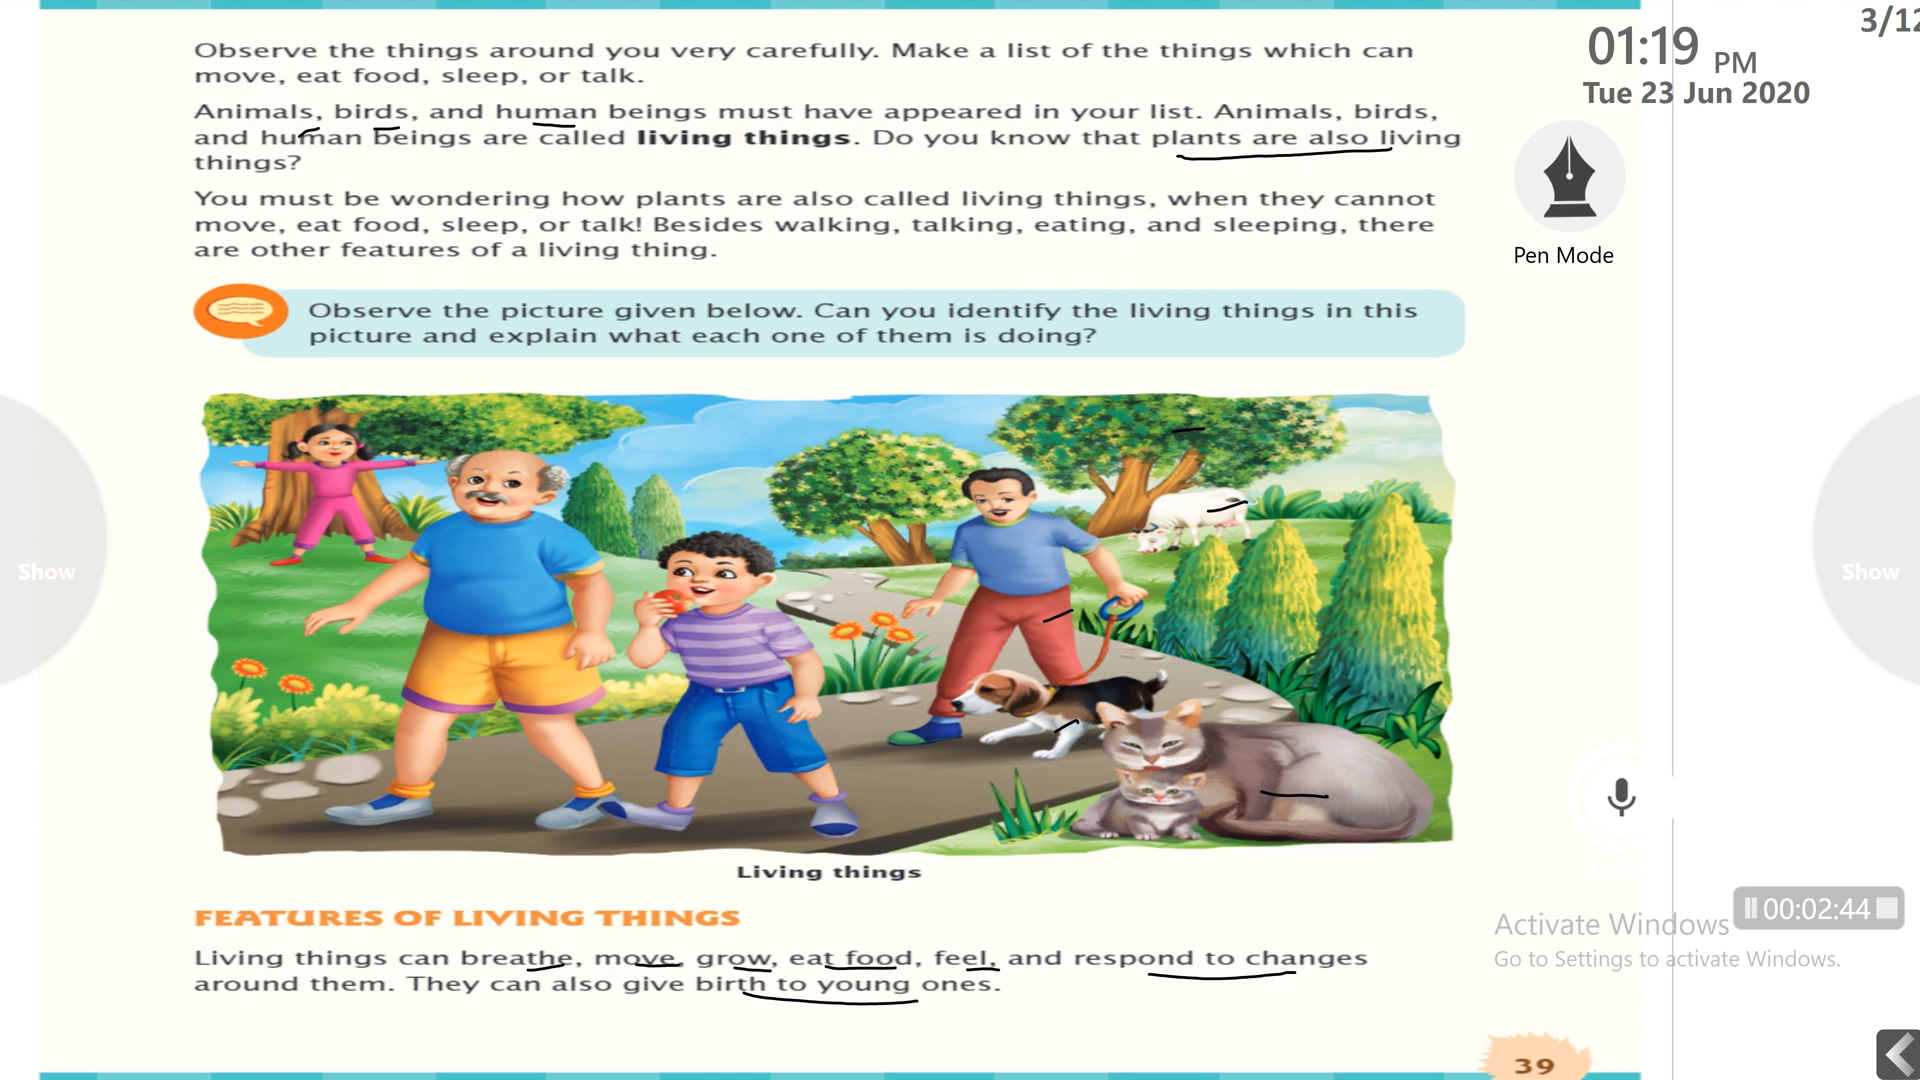 Observe the things around you very carefully. Make a list of the things which can
move, eat food, sleep, or talk.
Animals, birds, and human beings must have appeared in your list. Animals, birds,
and human beings are called living things. Do you know that plants are also living
things?
You must be wondering how plants are also called living things, when they cannot
move, eat food, sleep, or talk! Besides walking, talking, eating, and sleeping, there
are other features of a living thing.
Observe the picture given below. Can you identify the living things in this
picture and explain what each one of them is doing?
Living things
FEATURES OF LIVING THINGS
Living things can breathe, move, grow, eat food, feel, and respond to changes
around them. They can also give birth to young ones.
39
3/12
01:19 PM
Tue 23 Jun 2020
Pen Mode
Show
Show
00:02:44
Activate Windows
Go to Settings to activate Windows.